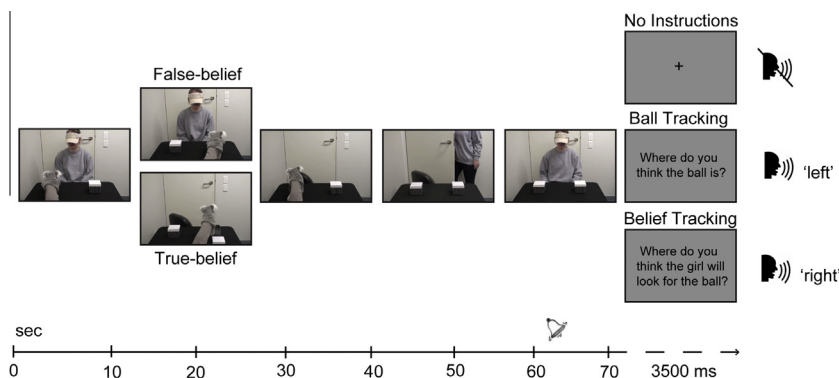 No Instructions
+
False-belief
Ball Tracking
Where do you
think the ball is?
'left'
True-belief
Belief Tracking
Where do you
think the girl will
look for the ball?
'right'
sec
0 10 20 30 40 50 60 70 3500 ms